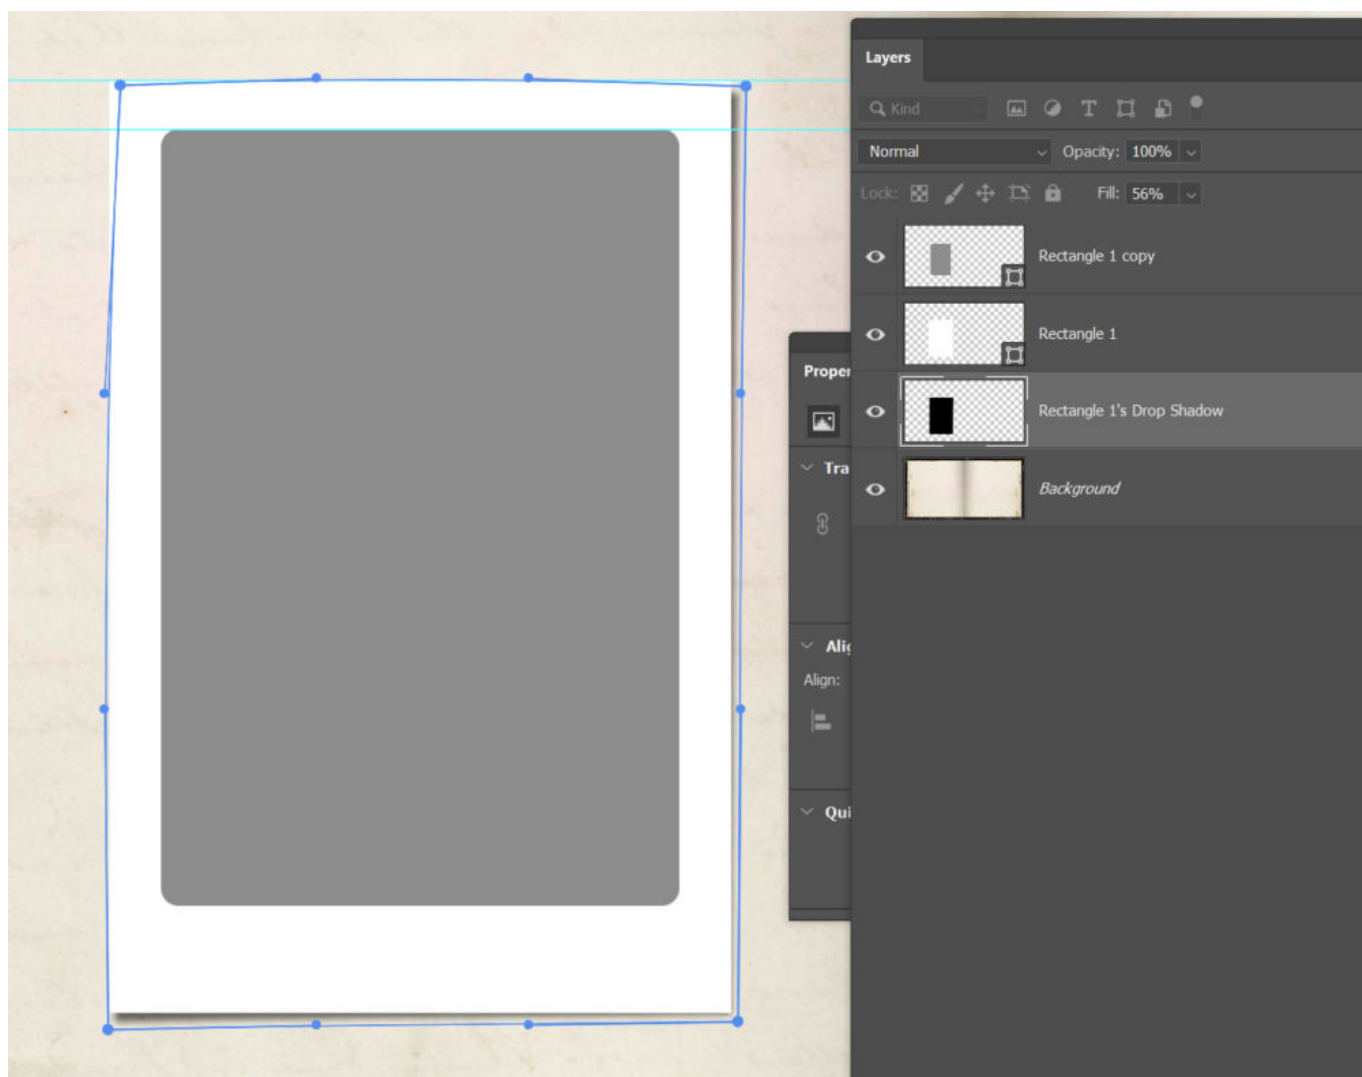 Layers
Kind
Normal
Opacity: 100%
Lock:
Fill: 56%
Rectangle 1 copy
Rectangle 1
Rectangle 1's Drop Shadow
Background
Proper
Tra
Alig
Align:
Qui